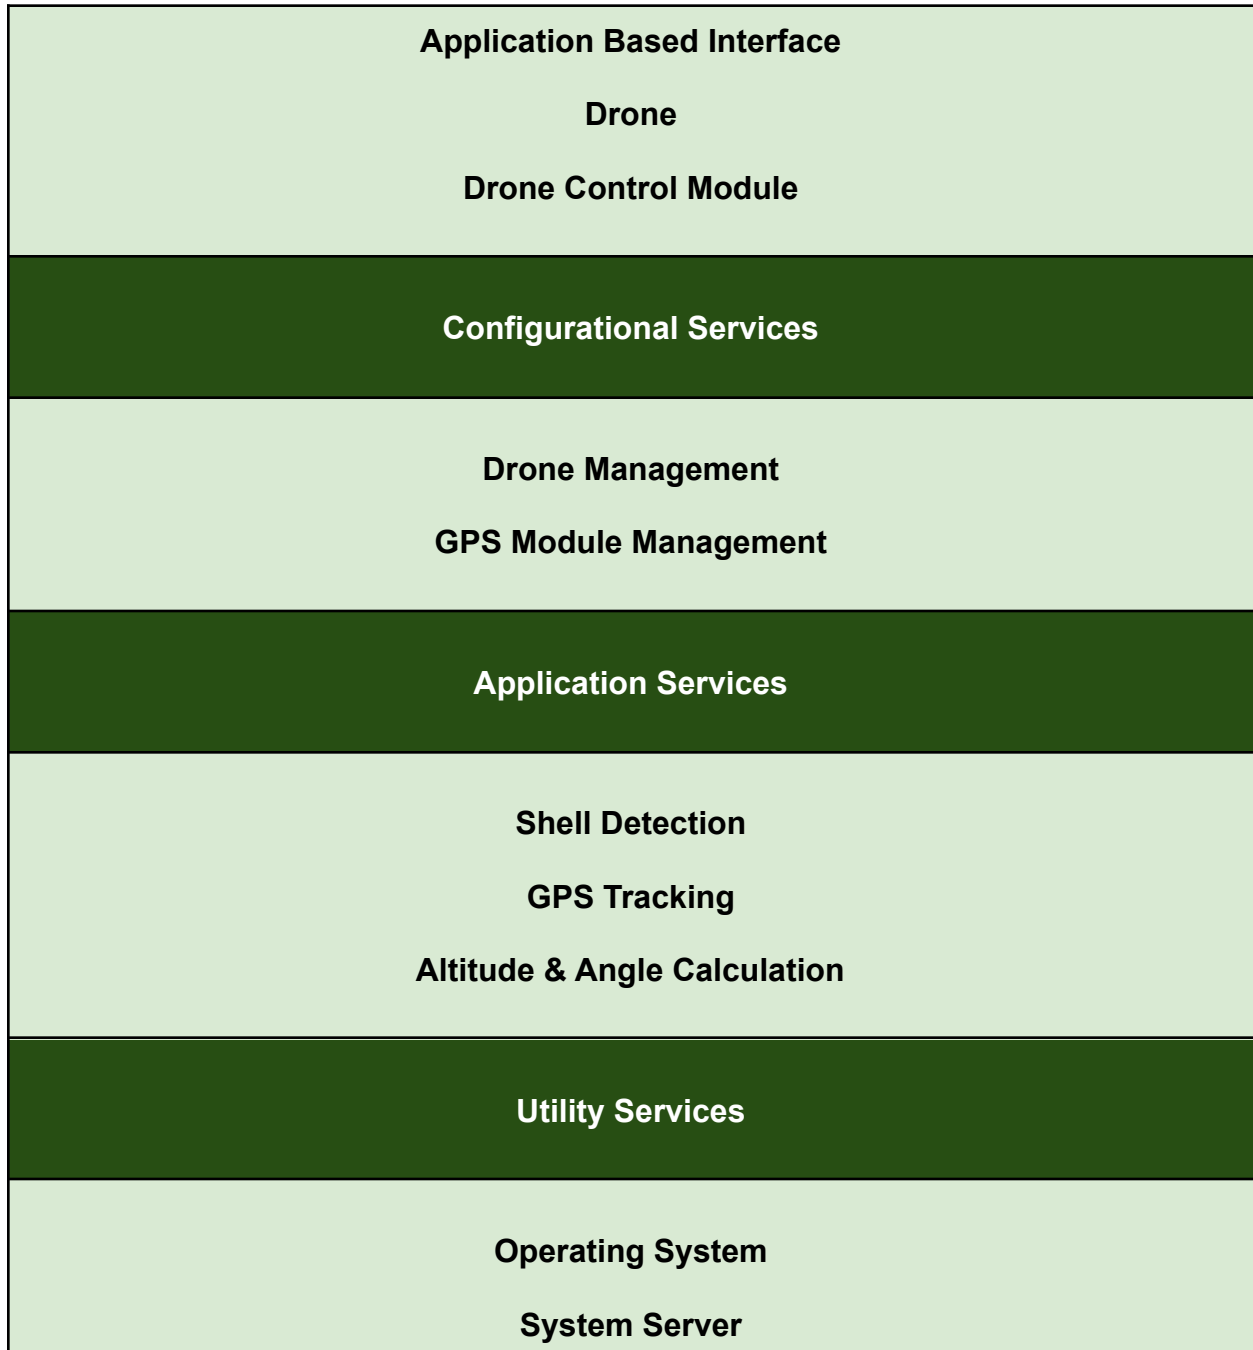 Application Based Interface
Drone
Drone Control Module
Configurational Services
Drone Management
GPS Module Management
Application Services
Shell Detection
GPS Tracking
Altitude & Angle Calculation
Utility Services
Operating System
System Server